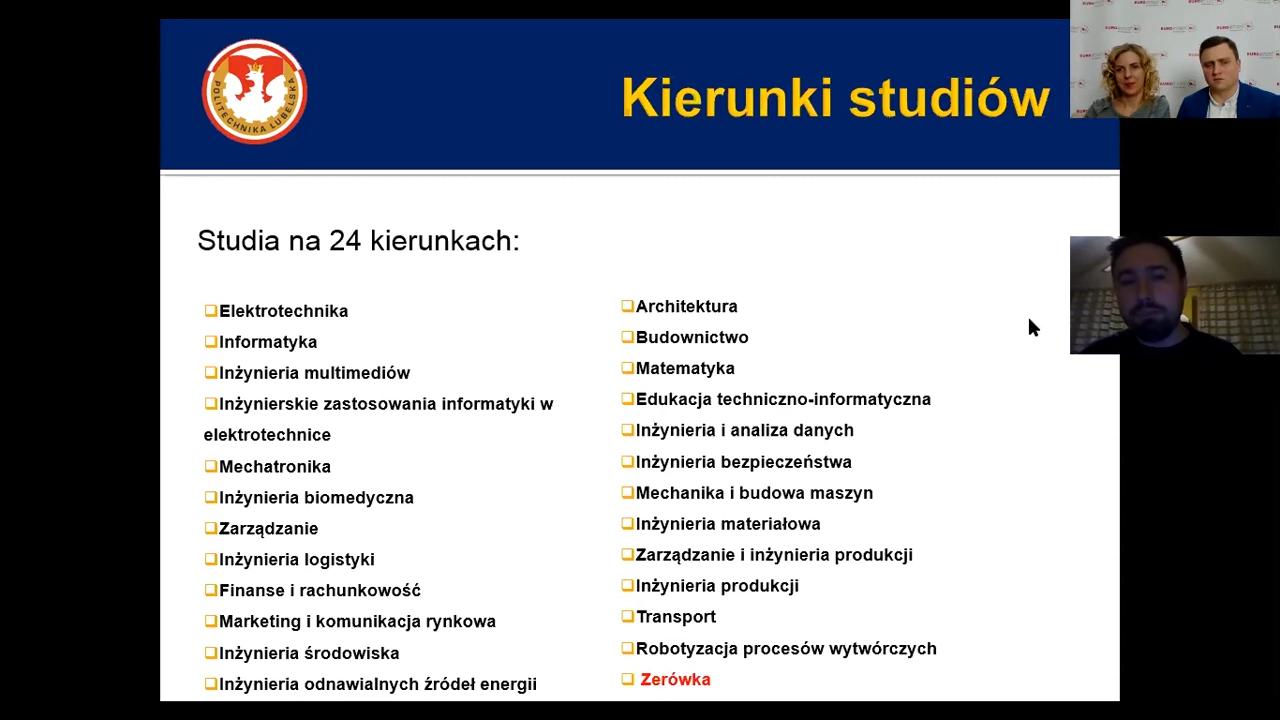 Kierunki studiów
POLITECHNIKA LUBELSKA
Studia na 24 kierunkach:
Elektrotechnika
Informatyka
Inżynieria multimediów
Inżynierskie zastosowania informatyki w
elektrotechnice
Mechatronika
Inżynieria biomedyczna
Zarządzanie
Inżynieria logistyki
Finanse i rachunkowość
Marketing i komunikacja rynkowa
Inżynieria środowiska
Inżynieria odnawialnych źródeł energii
Architektura
Budownictwo
Matematyka
Edukacja techniczno-informatyczna
Inżynieria i analiza danych
Inżynieria bezpieczeństwa
Mechanika i budowa maszyn
Inżynieria materiałowa
Zarządzanie i inżynieria produkcji
Inżynieria produkcji
Transport
Robotyzacja procesów wytwórczych
Zerówka